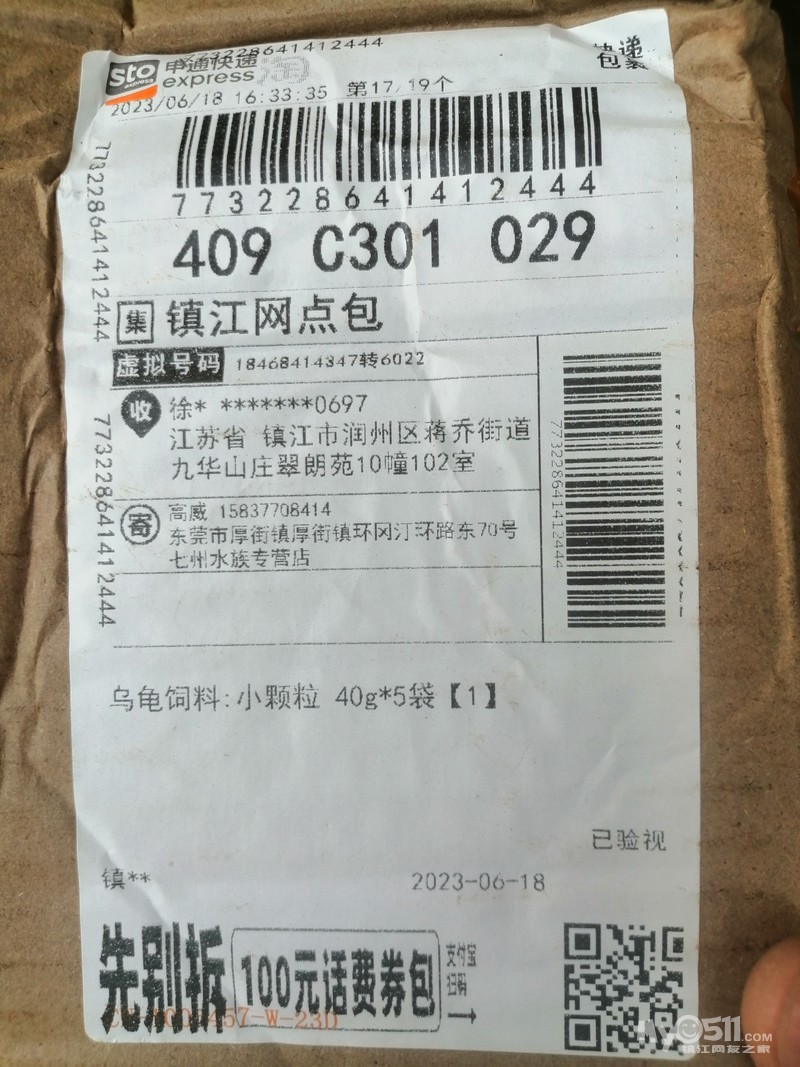 773228641412444
sto
express
申通快递
express
淘
快递
包裹
2023/06/18 16:33:35 第17/19个
773228641412444
773228641412444
409 C301 029
集 镇江网点包
虚拟号码 18468414347转6022
收 徐* *******0697
江苏省 镇江市润州区蒋乔街道
九华山庄翠朗苑10幢102室
773228641412444
773228641412444
寄 高威 15837708414
东莞市厚街镇厚街镇环冈汀环路东70号
七州水族专营店
乌龟饲料:小颗粒 40g*5袋【1】
已验视
镇**
2023-06-18
先别拆
100元话费券包
支付宝
扫码
457-W-23D
my0511.COM
镇江网友之家